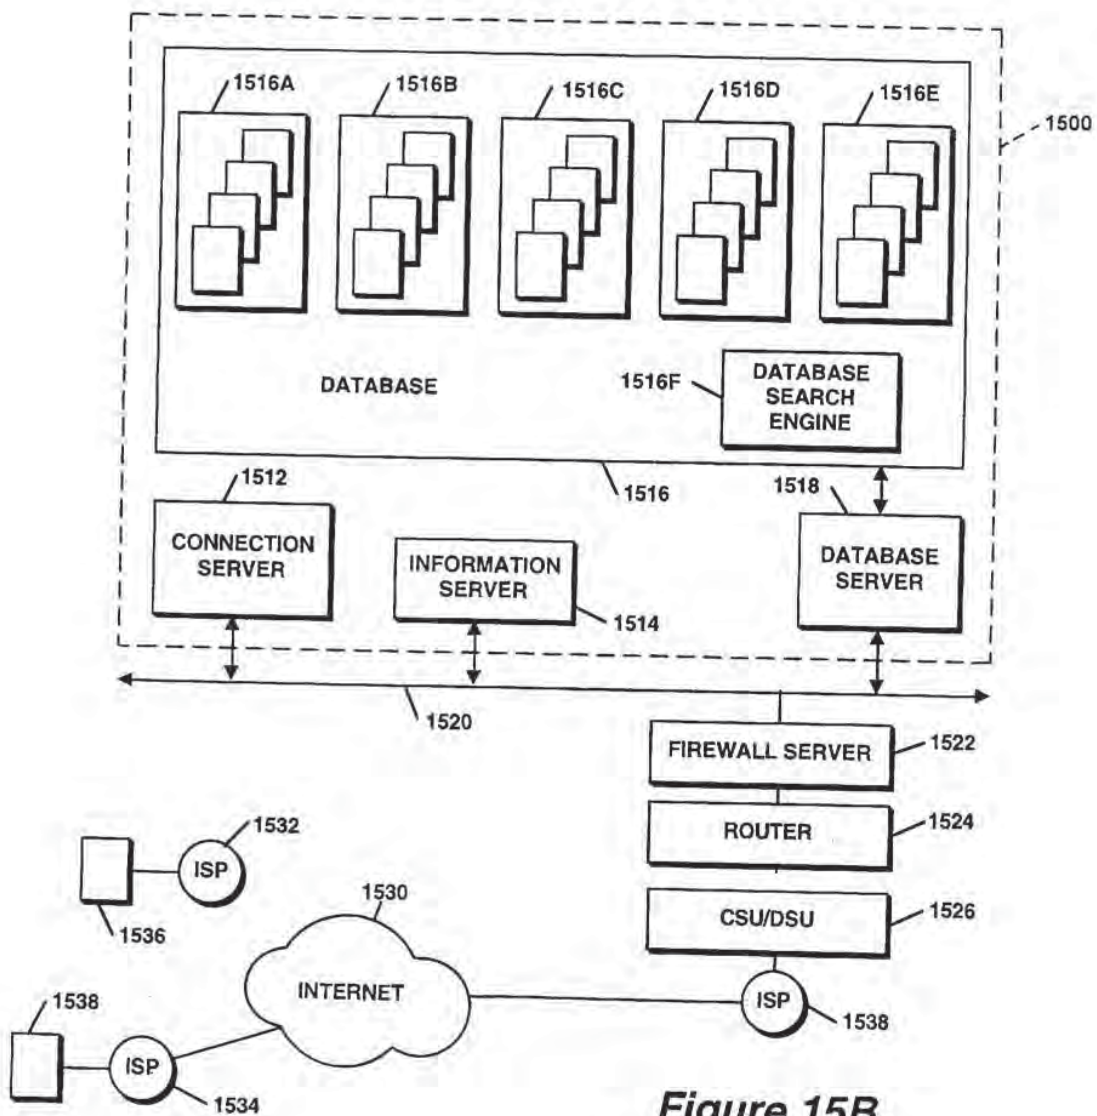 1516A
1516B
1516C
1516D
1516E
1500
DATABASE
1516F
DATABASE
SEARCH
ENGINE
1512
1516
1518
CONNECTION
SERVER
INFORMATION
SERVER
1514
DATABASE
SERVER
1520
FIREWALL SERVER
1522
ROUTER
1524
1532
ISP
1536
1530
CSU/DSU
1526
INTERNET
ISP
1538
1538
ISP
1534
Figure 15B